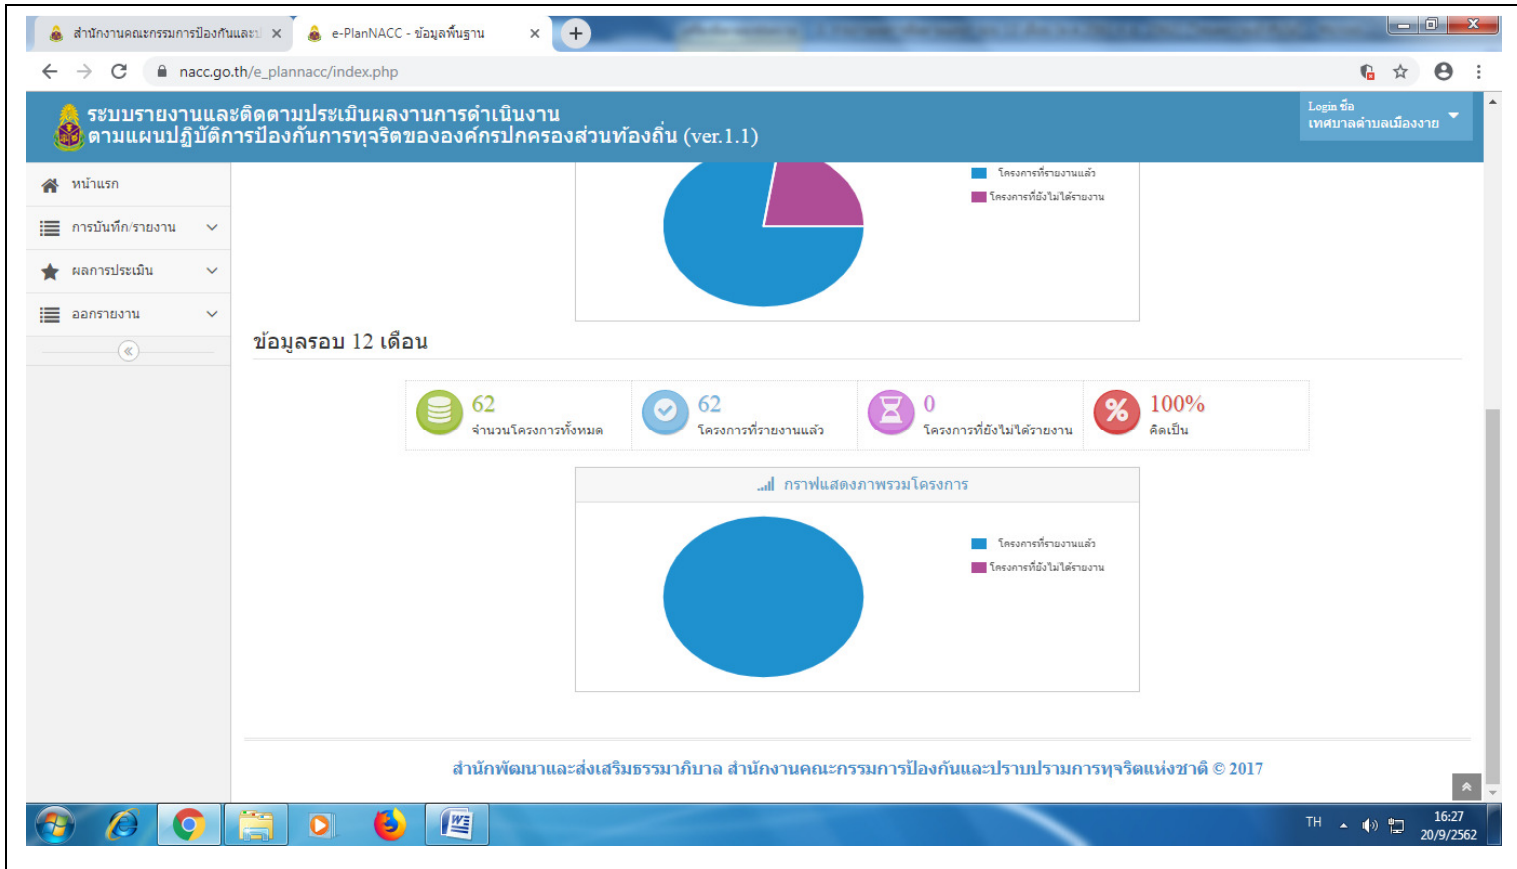 สำนักงานคณะกรรมการป้องกันและป
e-PlanNACC - ข้อมูลพื้นฐาน
nacc.go.th/e_plannacc/index.php
ระบบรายงานและติดตามประเมินผลงานการดำเนินงาน
ตามแผนปฏิบัติการป้องกันการทุจริตขององค์กรปกครองส่วนท้องถิ่น (ver.1.1)
Login ชื่อ
เทศบาลตำบลเมืองงาย
หน้าแรก
การบันทึก/รายงาน
ผลการประเมิน
ออกรายงาน
โครงการที่รายงานแล้ว
โครงการที่ยังไม่ได้รายงาน
ข้อมูลรอบ 12 เดือน
62
จำนวนโครงการทั้งหมด
62
โครงการที่รายงานแล้ว
0
โครงการที่ยังไม่ได้รายงาน
100%
คิดเป็น
กราฟแสดงภาพรวมโครงการ
โครงการที่รายงานแล้ว
โครงการที่ยังไม่ได้รายงาน
สำนักพัฒนาและส่งเสริมธรรมาภิบาล สำนักงานคณะกรรมการป้องกันและปราบปรามการทุจริตแห่งชาติ © 2017
TH
16:27
20/9/2562